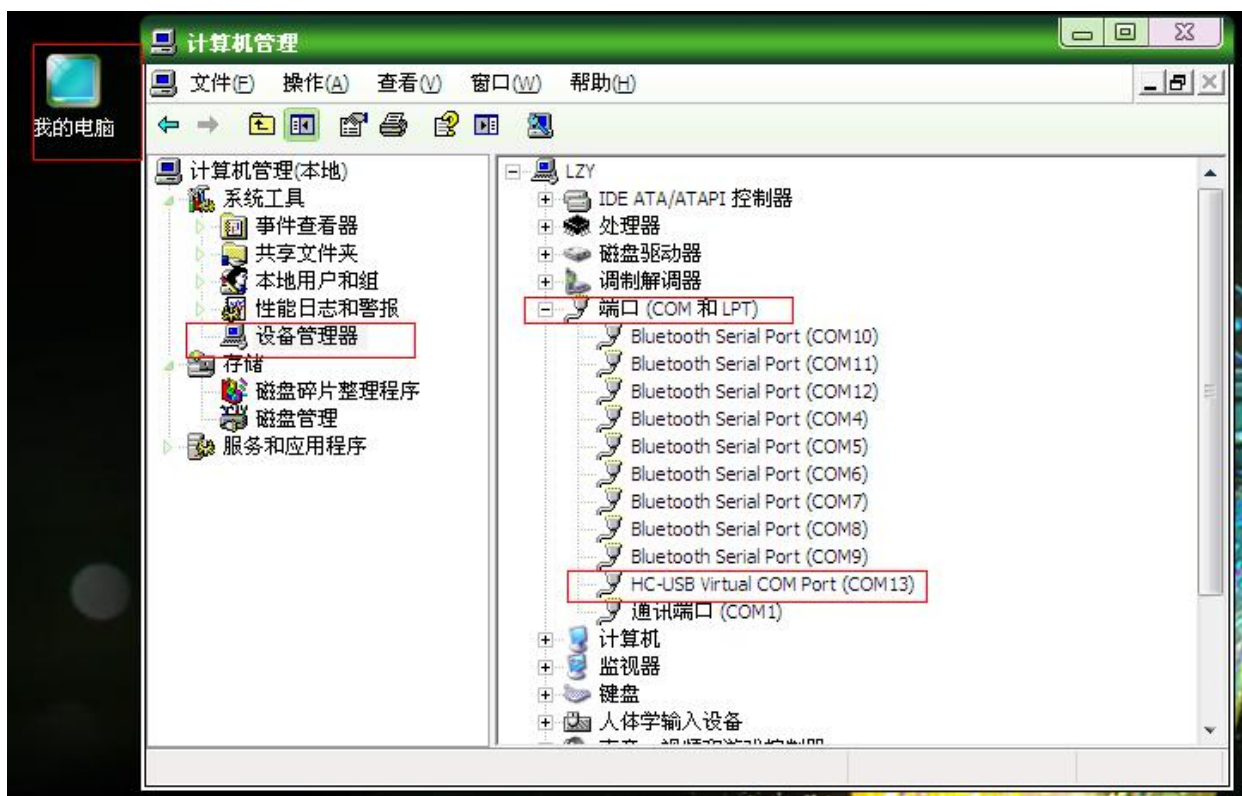 我的电脑
计算机管理
文件(F) 操作(A) 查看(V) 窗口(W) 帮助(H)
计算机管理(本地)
系统工具
事件查看器
共享文件夹
本地用户和组
性能日志和警报
设备管理器
存储
磁盘碎片整理程序
磁盘管理
服务和应用程序
LZY
IDE ATA/ATAPI 控制器
处理器
磁盘驱动器
调制解调器
端口 (COM 和 LPT)
Bluetooth Serial Port (COM10)
Bluetooth Serial Port (COM11)
Bluetooth Serial Port (COM12)
Bluetooth Serial Port (COM4)
Bluetooth Serial Port (COM5)
Bluetooth Serial Port (COM6)
Bluetooth Serial Port (COM7)
Bluetooth Serial Port (COM8)
Bluetooth Serial Port (COM9)
HC-USB Virtual COM Port (COM13)
通讯端口 (COM1)
计算机
监视器
键盘
人体学输入设备